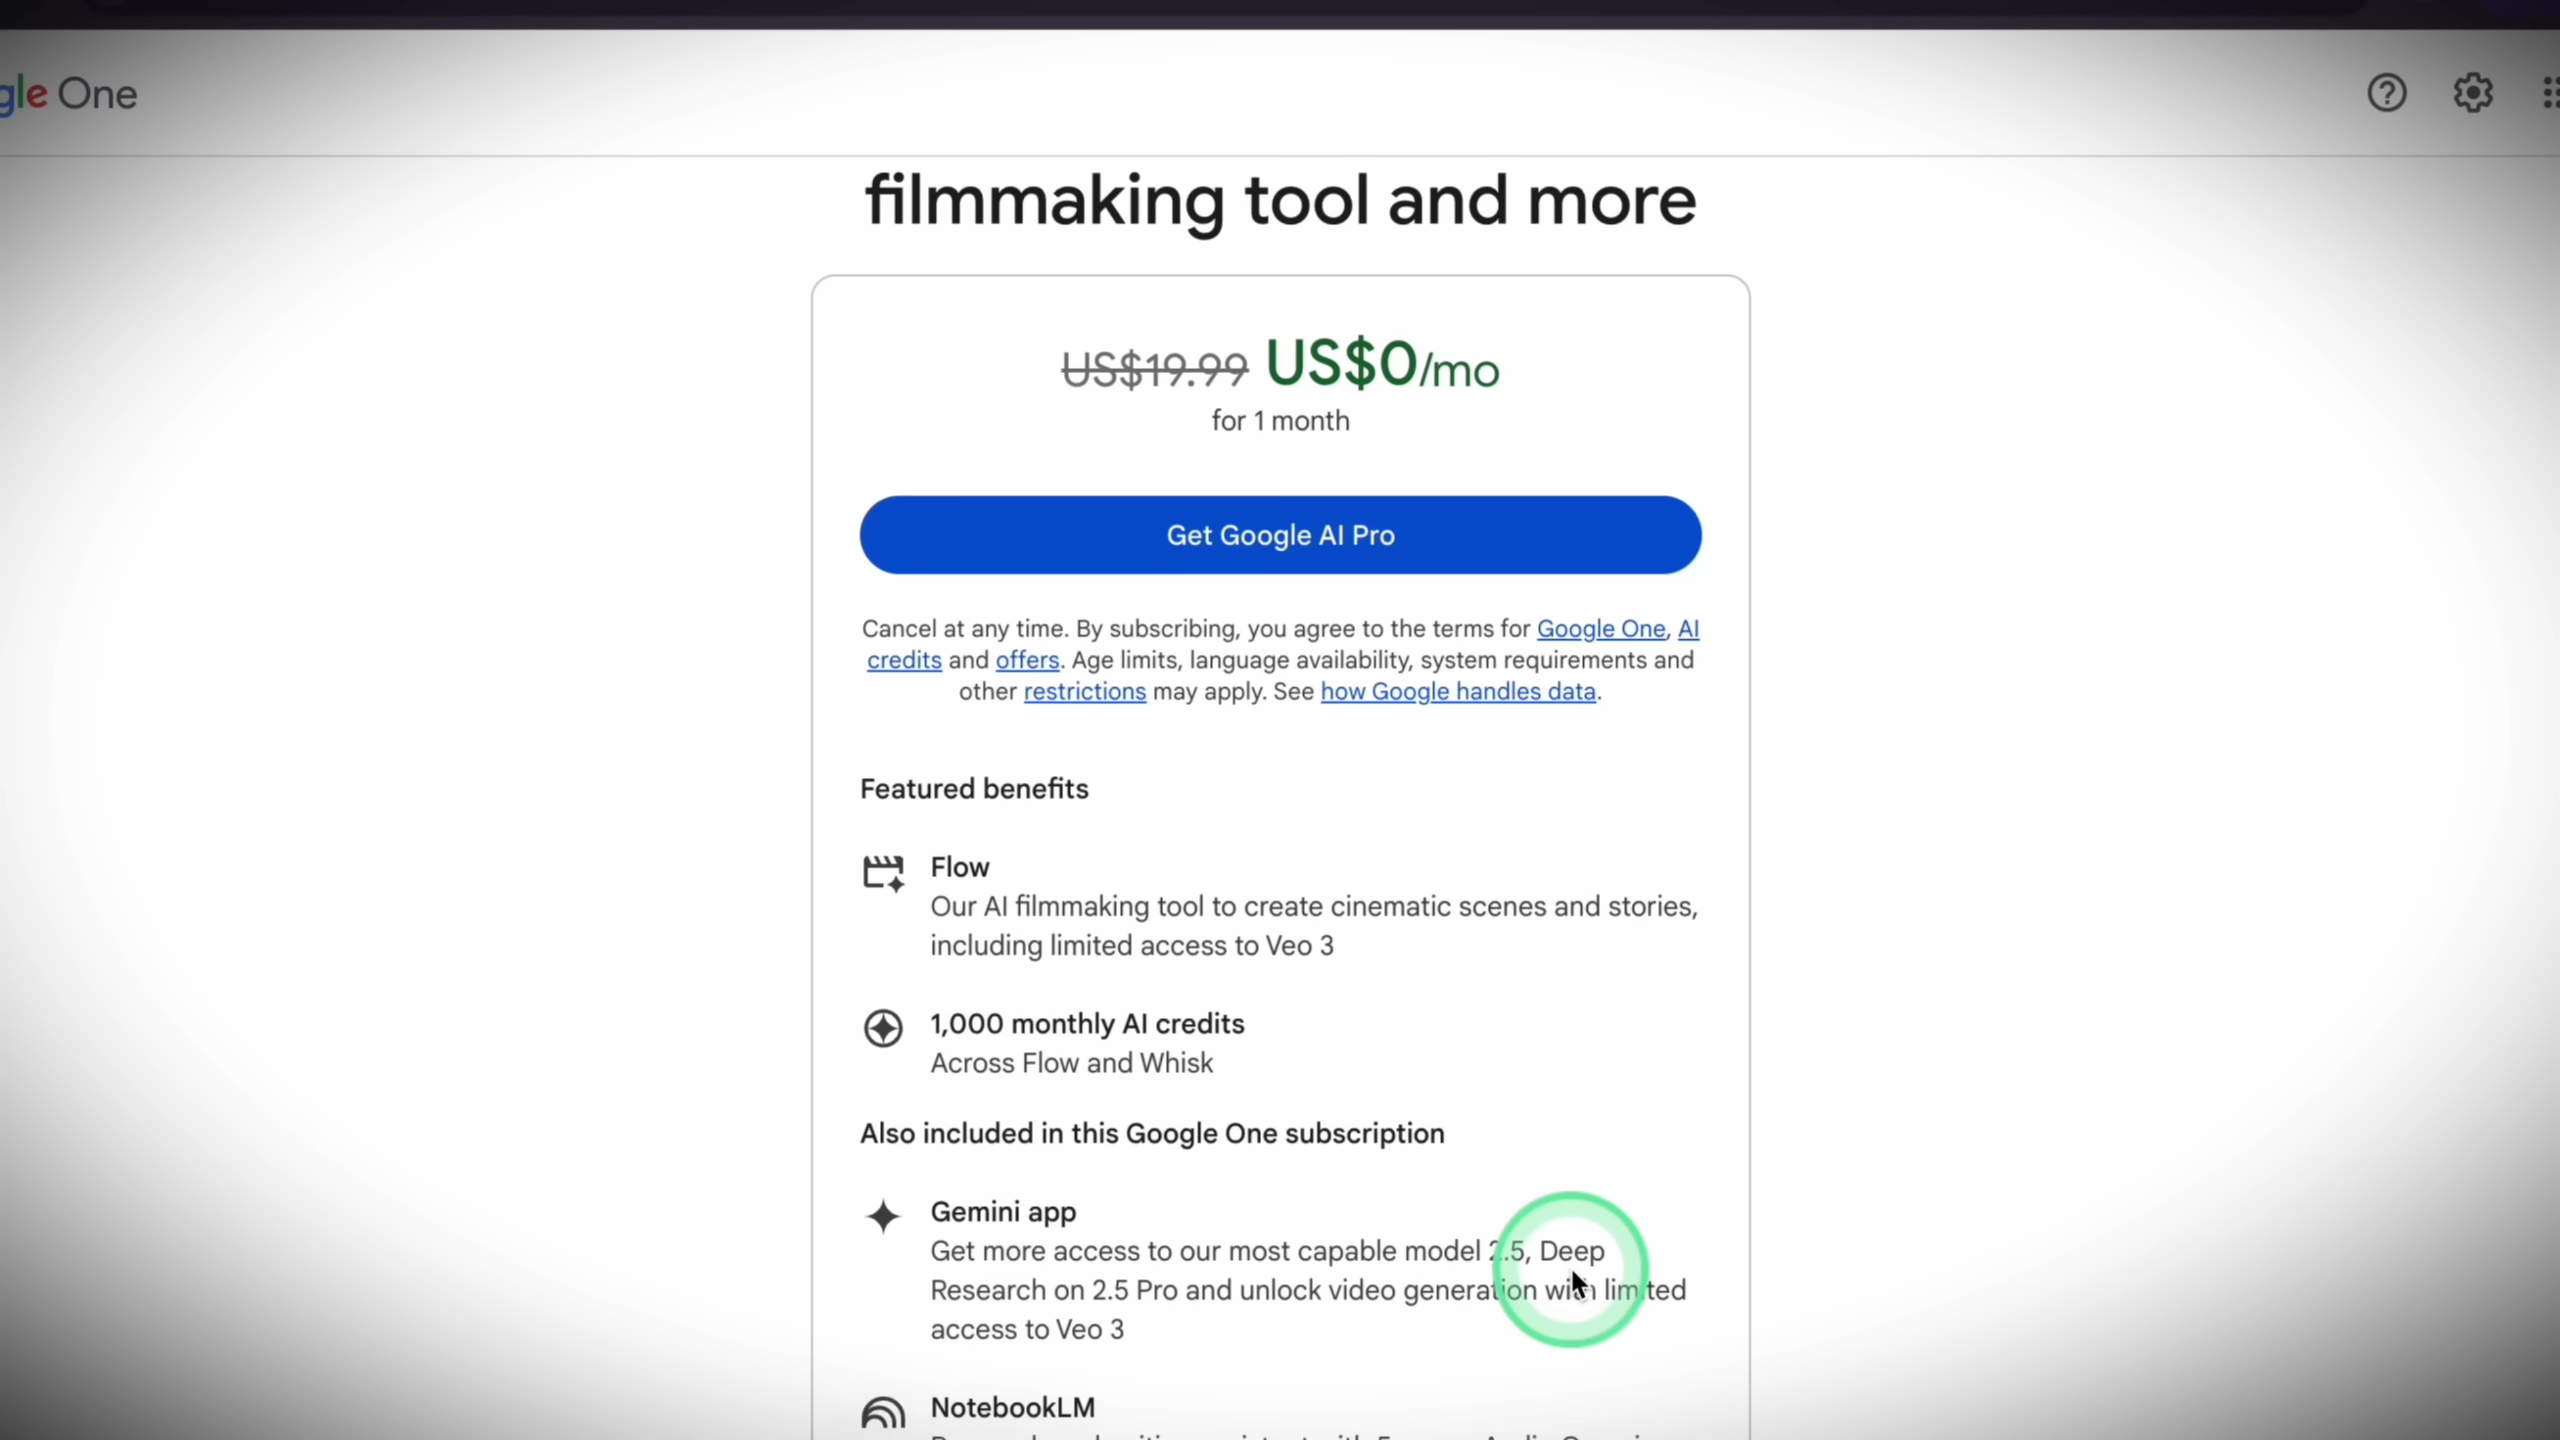 gle One
filmmaking tool and more
US$19.99 US$0/mo
for 1 month
Get Google AI Pro
Cancel at any time. By subscribing, you agree to the terms for Google One, AI
credits and offers. Age limits, language availability, system requirements and
other restrictions may apply. See how Google handles data.
Featured benefits
Flow
Our AI filmmaking tool to create cinematic scenes and stories,
including limited access to Veo 3
1,000 monthly AI credits
Across Flow and Whisk
Also included in this Google One subscription
Gemini app
Get more access to our most capable model 2.5, Deep
Research on 2.5 Pro and unlock video generation with limited
access to Veo 3
NotebookLM